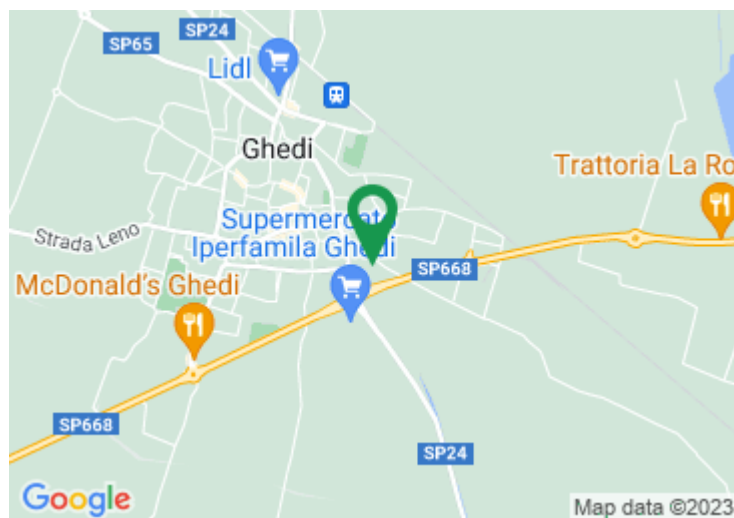 SP24
SP65
Lidl
Ghedi
Trattoria La Ro
Strada Leno
Supermercato
Iperfamila Ghedi
SP668
McDonald's Ghedi
SP668
SP24
Google
Map data ©2023